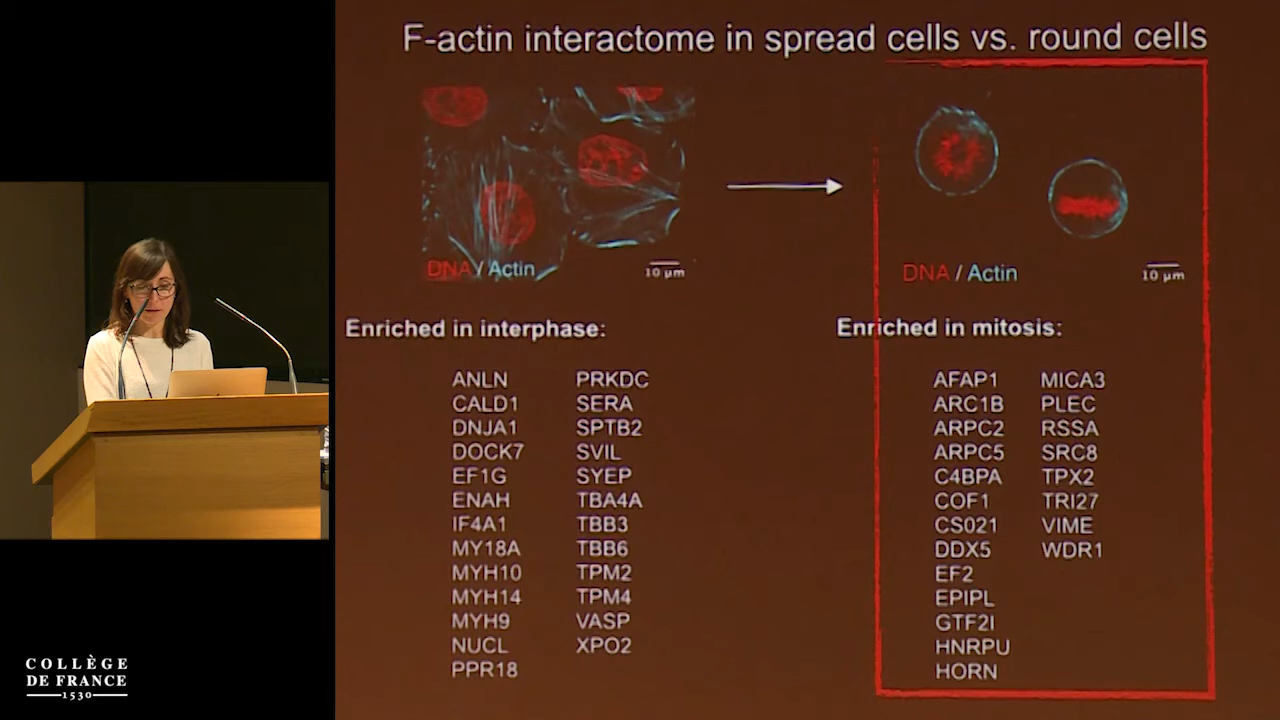 F-actin interactome in spread cells vs. round cells
DNA / Actin
10 µm
DNA / Actin
10 µm
Enriched in interphase:
ANLN
CALD1
DNJA1
DOCK7
EF1G
ENAH
IF4A1
MY18A
MYH10
MYH14
MYH9
NUCL
PPR18
PRKDC
SERA
SPTB2
SVIL
SYEP
TBA4A
TBB3
TBB6
TPM2
TPM4
VASP
XPO2
Enriched in mitosis:
AFAP1
ARC1B
ARPC2
ARPC5
C4BPA
COF1
CS021
DDX5
EF2
EPIPL
GTF2I
HNRPU
HORN
MICA3
PLEC
RSSA
SRC8
TPX2
TRI27
VIME
WDR1
COLLÈGE
DE FRANCE
1530